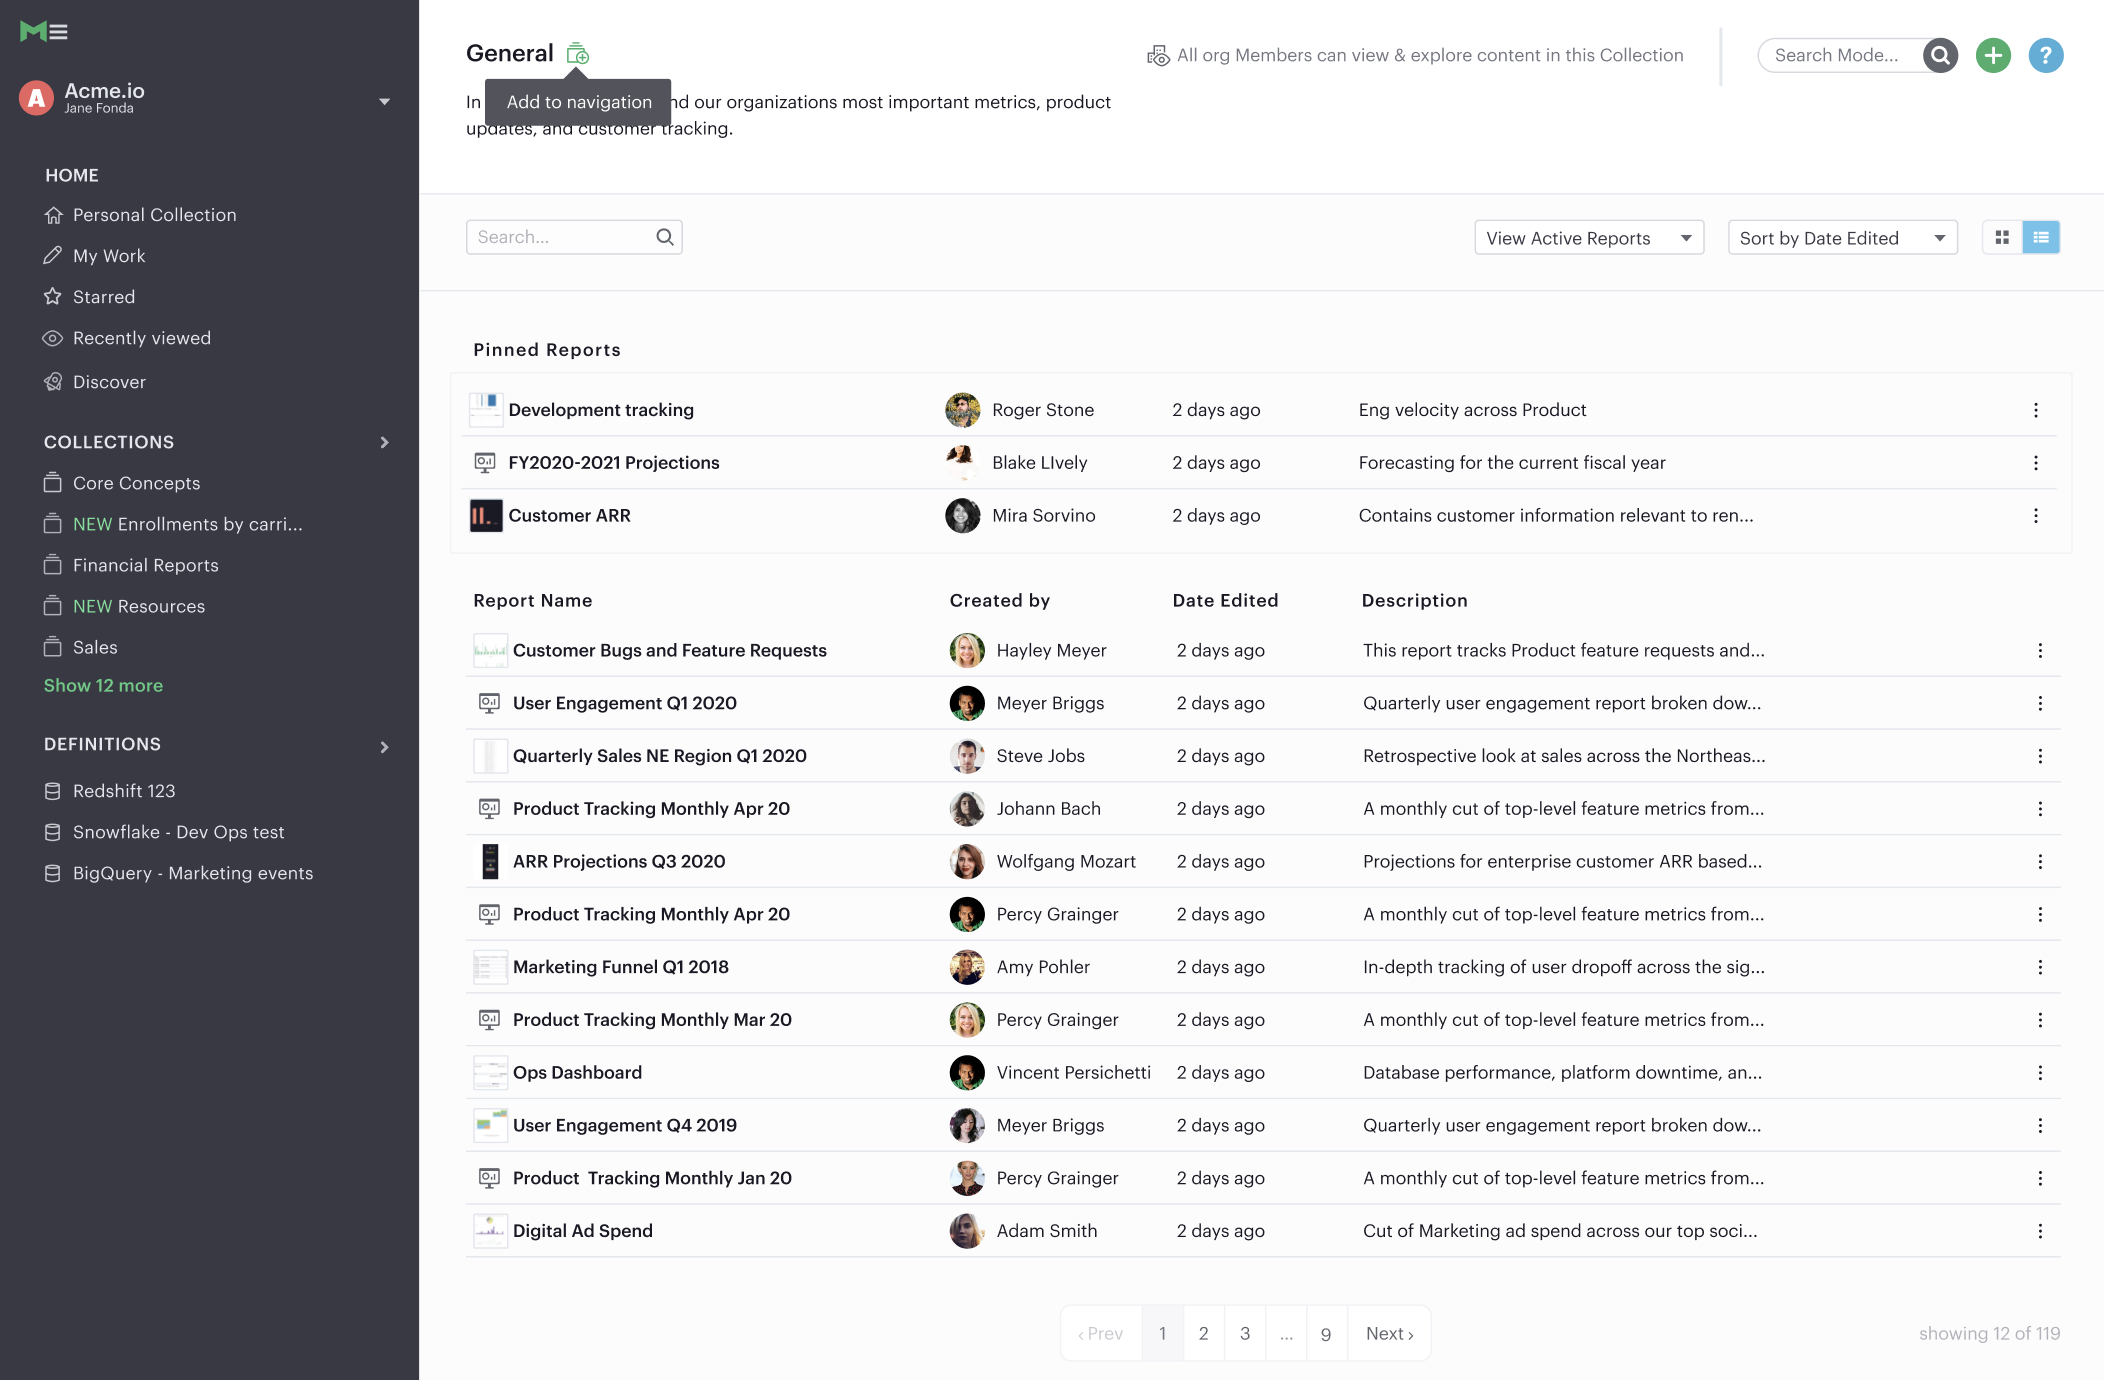 Acme.io
A
Jane Fonda
HOME
Personal Collection
My Work
Starred
Recently viewed
Discover
COLLECTIONS
Core Concepts
NEW Enrollments by carri...
Financial Reports
NEW Resources
Sales
Show 12 more
DEFINITIONS
Redshift 123
Snowflake - Dev Ops test
BigQuery - Marketing events
General
Add to navigation
In
nd our organizations most important metrics, product
updates, and customer tracking.
All org Members can view & explore content in this Collection
Search Mode...
?
Search...
View Active Reports
Sort by Date Edited
Pinned Reports
Development tracking Roger Stone 2 days ago Eng velocity across Product
FY2020-2021 Projections Blake LIvely 2 days ago Forecasting for the current fiscal year
Customer ARR Mira Sorvino 2 days ago Contains customer information relevant to ren...
Report Name Created by Date Edited Description
Customer Bugs and Feature Requests Hayley Meyer 2 days ago This report tracks Product feature requests and...
User Engagement Q1 2020 Meyer Briggs 2 days ago Quarterly user engagement report broken dow...
Quarterly Sales NE Region Q1 2020 Steve Jobs 2 days ago Retrospective look at sales across the Northeas...
Product Tracking Monthly Apr 20 Johann Bach 2 days ago A monthly cut of top-level feature metrics from...
ARR Projections Q3 2020 Wolfgang Mozart 2 days ago Projections for enterprise customer ARR based...
Product Tracking Monthly Apr 20 Percy Grainger 2 days ago A monthly cut of top-level feature metrics from...
Marketing Funnel Q1 2018 Amy Pohler 2 days ago In-depth tracking of user dropoff across the sig...
Product Tracking Monthly Mar 20 Percy Grainger 2 days ago A monthly cut of top-level feature metrics from...
Ops Dashboard Vincent Persichetti 2 days ago Database performance, platform downtime, an...
User Engagement Q4 2019 Meyer Briggs 2 days ago Quarterly user engagement report broken dow...
Product  Tracking Monthly Jan 20 Percy Grainger 2 days ago A monthly cut of top-level feature metrics from...
Digital Ad Spend Adam Smith 2 days ago Cut of Marketing ad spend across our top soci...
‹ Prev 1 2 3 ... 9 Next ›
showing 12 of 119